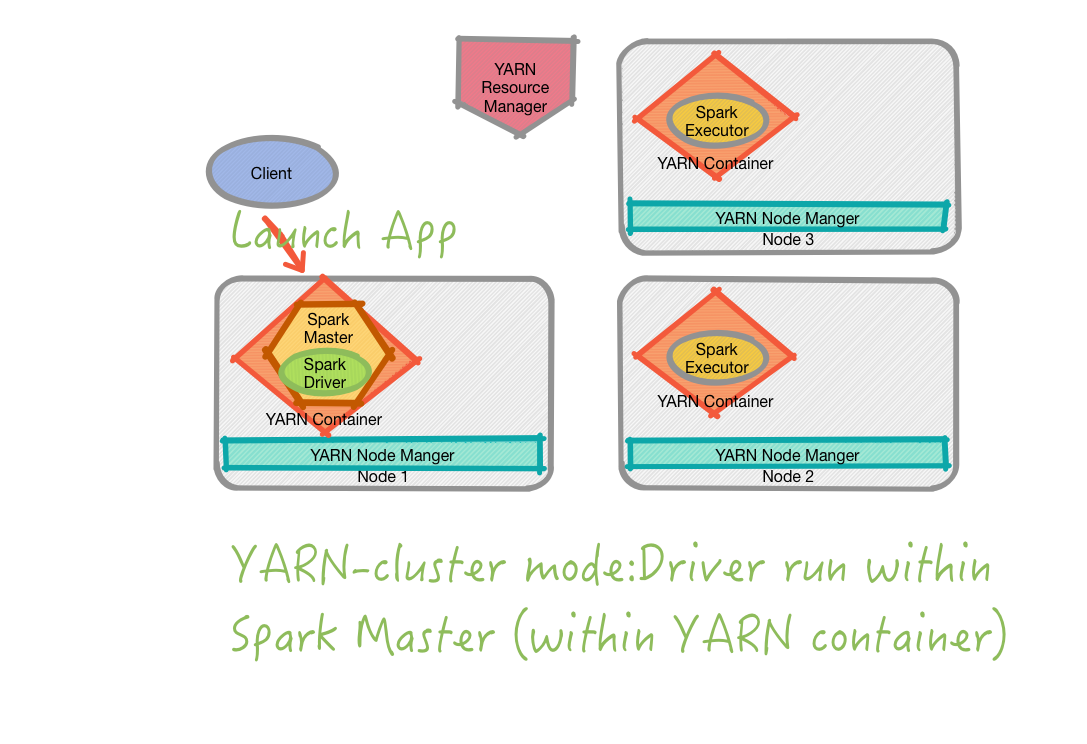 YARN
Resource
Manager
Spark
Executor
YARN Container
YARN Node Manger
Node 3
Client
Launch App
Spark
Master
Spark
Driver
YARN Container
YARN Node Manger
Node 1
Spark
Executor
YARN Container
YARN Node Manger
Node 2
YARN-cluster mode:Driver run within
Spark Master (within YARN container)